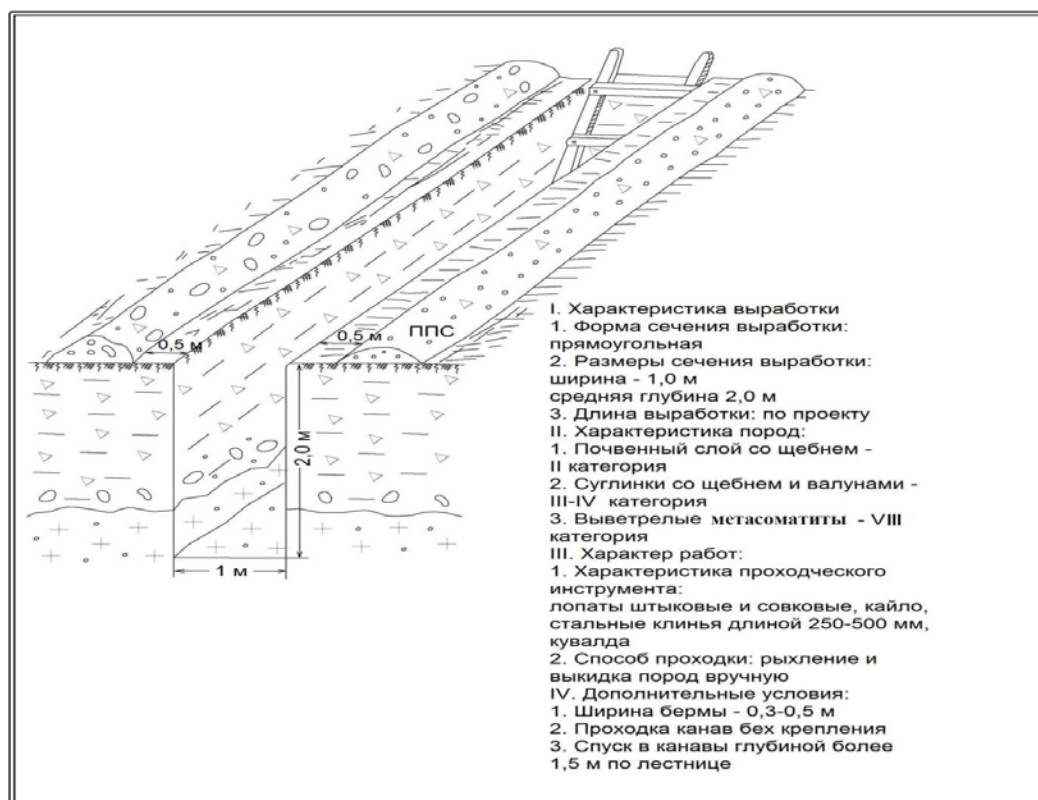 0,5 м
0,5 м
ППС
2,0 м
1 м
I. Характеристика выработки
1. Форма сечения выработки:
прямоугольная
2. Размеры сечения выработки:
ширина - 1,0 м
средняя глубина 2,0 м
3. Длина выработки: по проекту
II. Характеристика пород:
1. Почвенный слой со щебнем -
II категория
2. Суглинки со щебнем и валунами -
III-IV категория
3. Выветрелые метасоматиты - VIII
категория
III. Характер работ:
1. Характеристика проходческого
инструмента:
лопаты штыковые и совковые, кайло,
стальные клинья длиной 250-500 мм,
кувалда
2. Способ проходки: рыхление и
выкидка пород вручную
IV. Дополнительные условия:
1. Ширина бермы - 0,3-0,5 м
2. Проходка канав бех крепления
3. Спуск в канавы глубиной более
1,5 м по лестнице